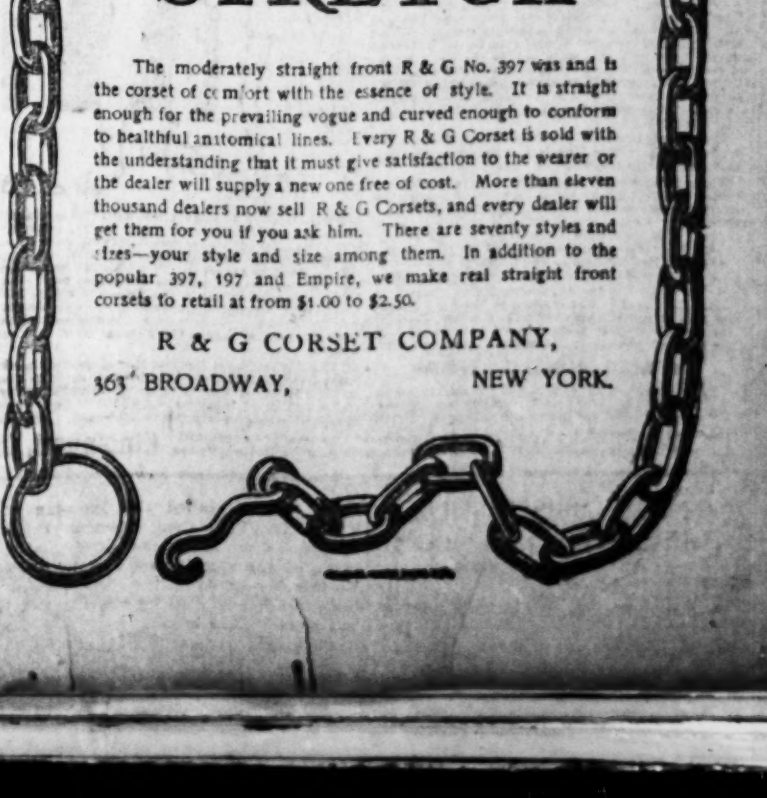 STRETCH
The moderately straight front R & G No. 397 was and is
the corset of comfort with the essence of style. It is straight
enough for the prevailing vogue and curved enough to conform
to healthful anatomical lines. Every R & G Corset is sold with
the understanding that it must give satisfaction to the wearer or
the dealer will supply a new one free of cost. More than eleven
thousand dealers now sell R & G Corsets, and every dealer will
get them for you if you ask him. There are seventy styles and
sizes—your style and size among them. In addition to the
popular 397, 197 and Empire, we make real straight front
corsets to retail at from $1.00 to $2.50.
R & G CORSET COMPANY,
363 BROADWAY, NEW YORK.